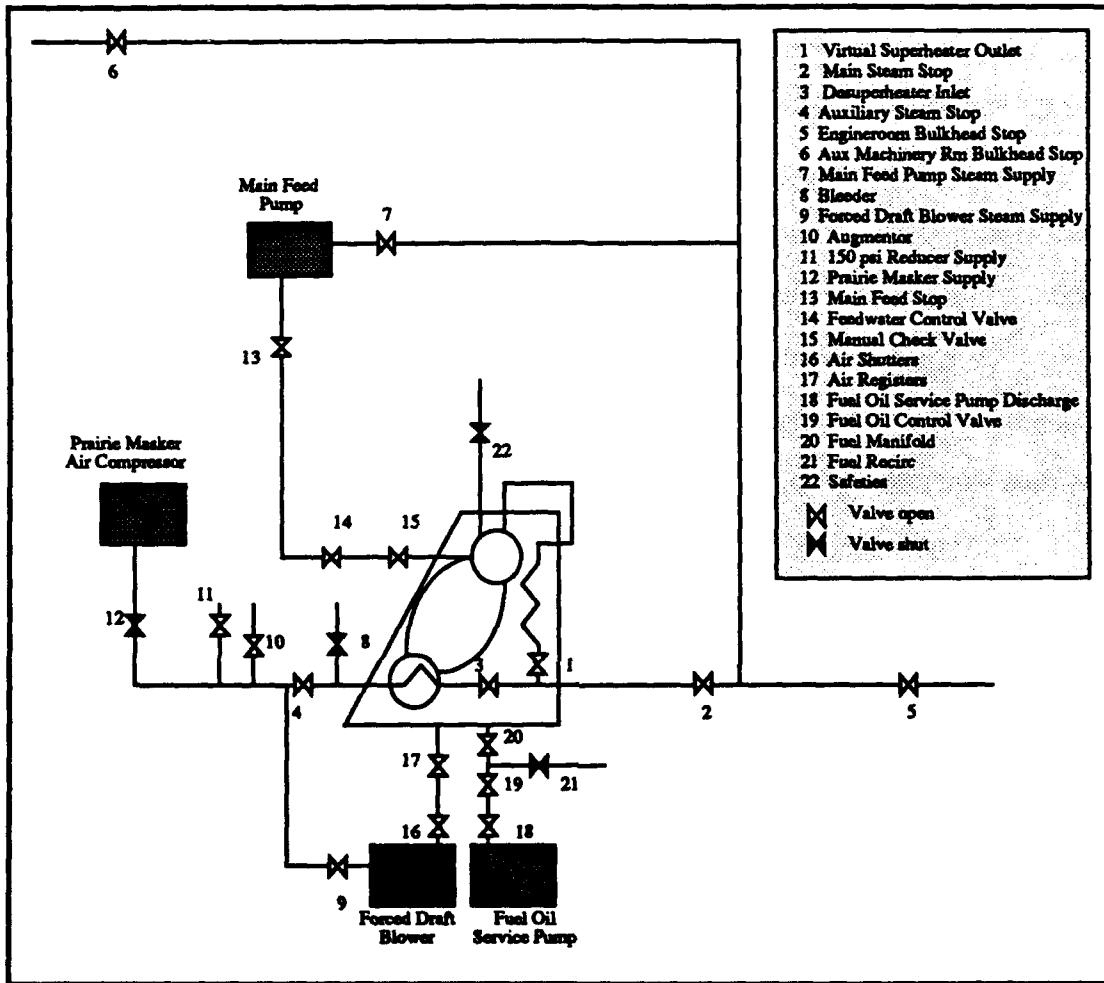 1 Virtual Superheater Outlet
2 Main Steam Stop
3 Desuperheater Inlet
4 Auxiliary Steam Stop
5 Engineroom Bulkhead Stop
6 Aux Machinery Rm Bulkhead Stop
7 Main Feed Pump Steam Supply
8 Bleeder
9 Forced Draft Blower Steam Supply
10 Augmentor
11 150 psi Reducer Supply
12 Prairie Masker Supply
13 Main Feed Stop
14 Feedwater Control Valve
15 Manual Check Valve
16 Air Shutters
17 Air Registers
18 Fuel Oil Service Pump Discharge
19 Fuel Oil Control Valve
20 Fuel Manifold
21 Fuel Recirc
22 Safeties
Valve open
Valve shut
6
Main Feed
Pump
7
13
22
Prairie Masker
Air Compressor
14
15
11
12
10
8
3
1
4
2
5
20
17
19
21
16
18
9
Forced Draft
Blower
Fuel Oil
Service Pump